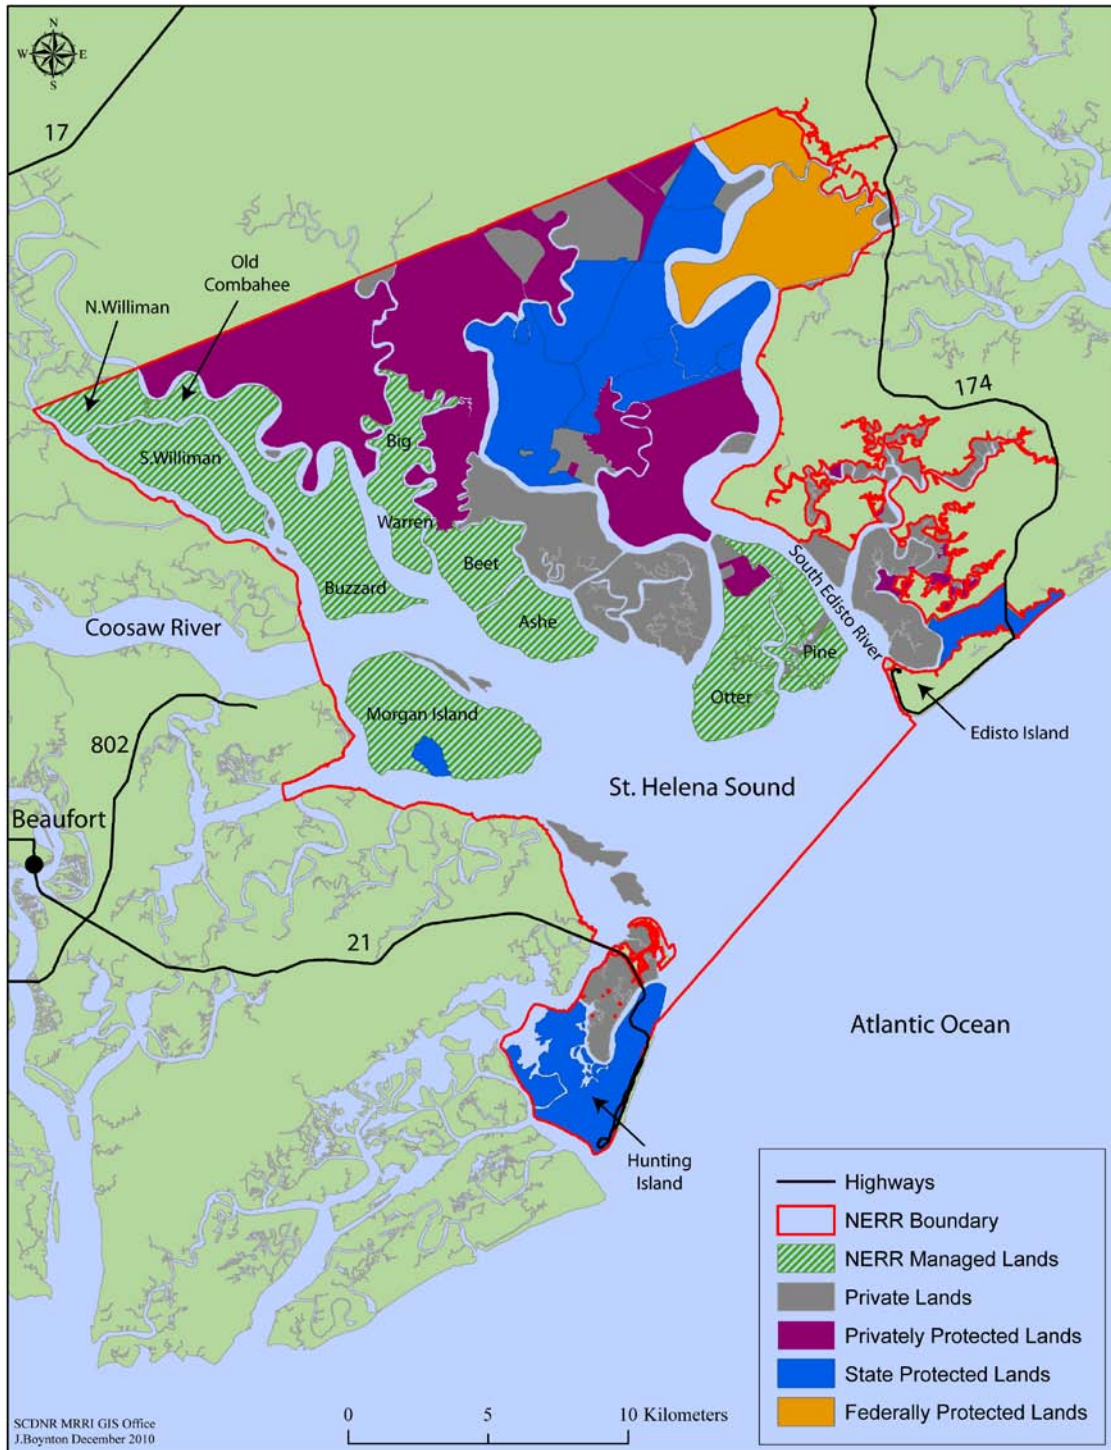 N
W E
S
17
Old
Combahee
N.Williman
174
Big
S.Williman
Warren
Beet
South Edisto River
Buzzard
Ashe
Coosaw River
Pine
Otter
Morgan Island
Edisto Island
802
St. Helena Sound
Beaufort
21
Atlantic Ocean
Hunting
Island
Highways
NERR Boundary
NERR Managed Lands
Private Lands
Privately Protected Lands
State Protected Lands
Federally Protected Lands
0 5 10 Kilometers
SCDNR MRRI GIS Office
J.Boynton December 2010